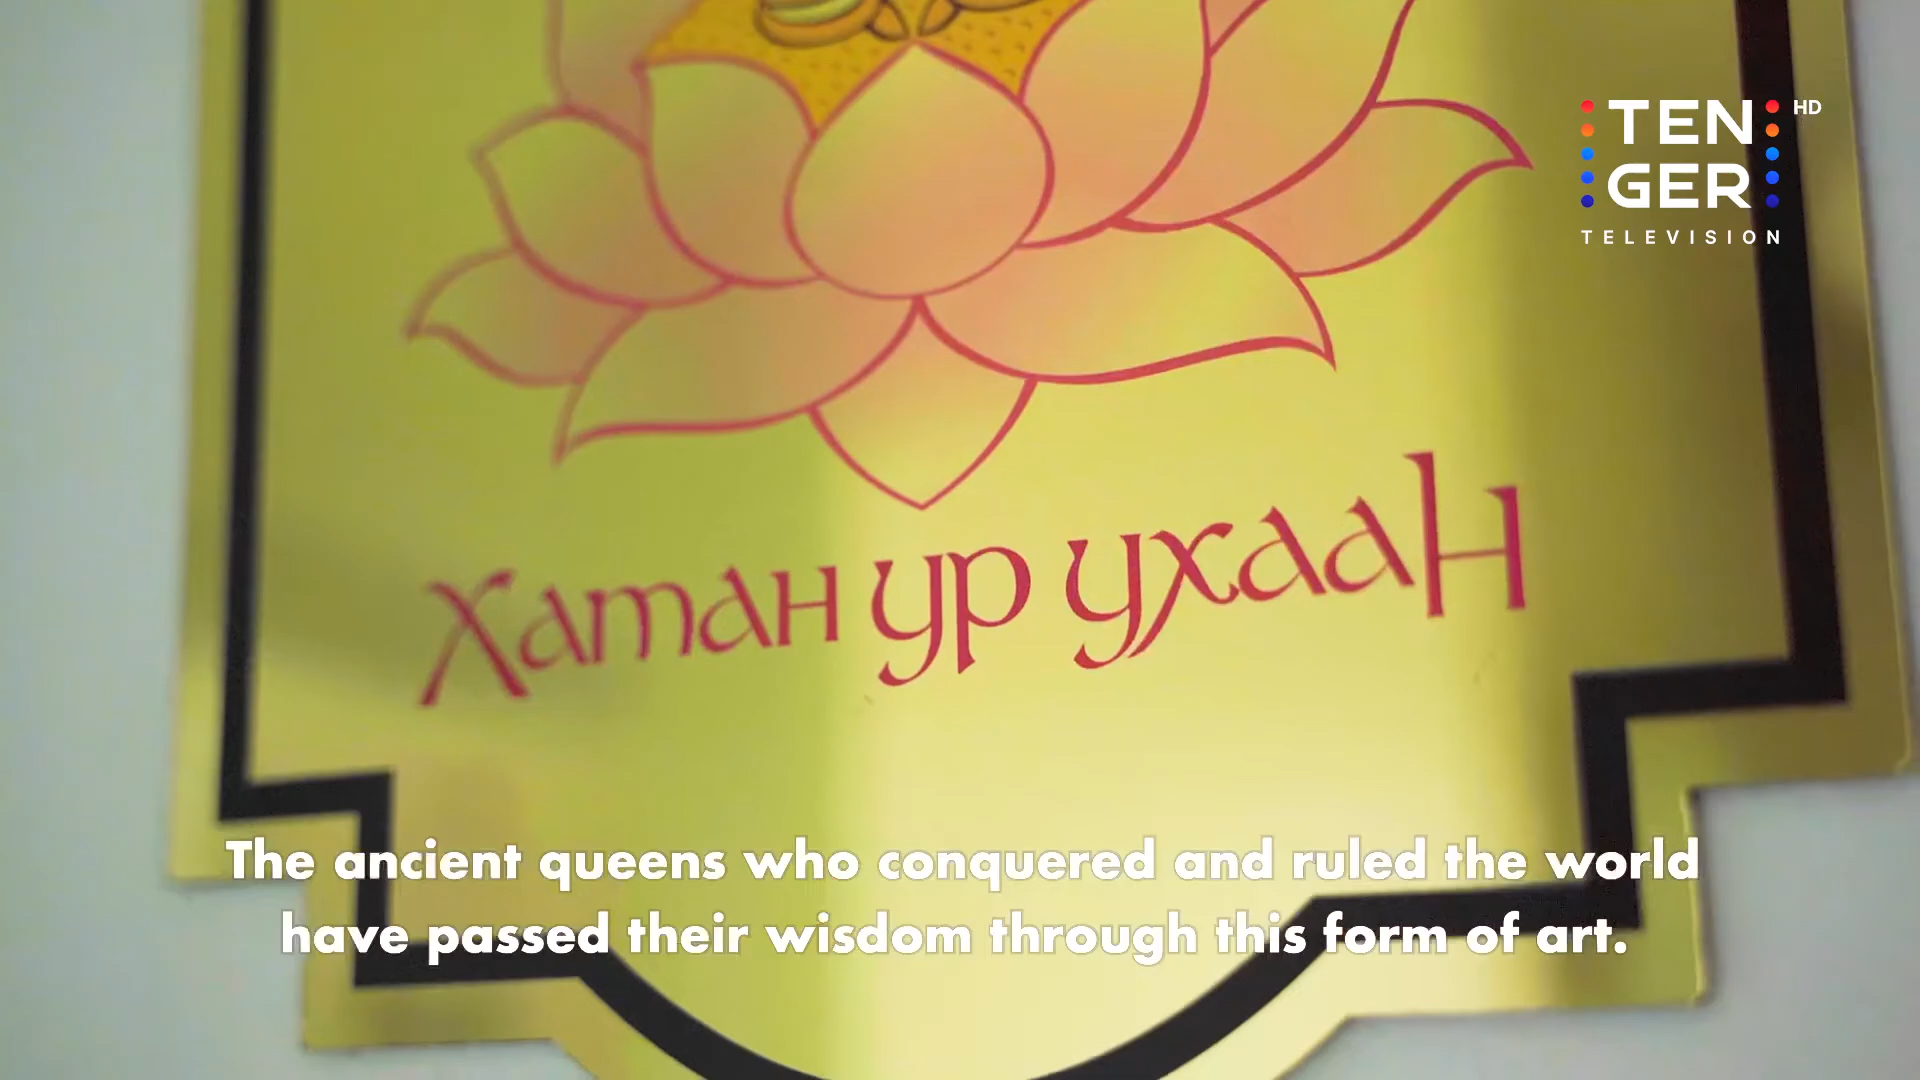 TEN
GER
HD
TELEVISION
Хатан ур ухаан
The ancient queens who conquered and ruled the world
have passed their wisdom through this form of art.